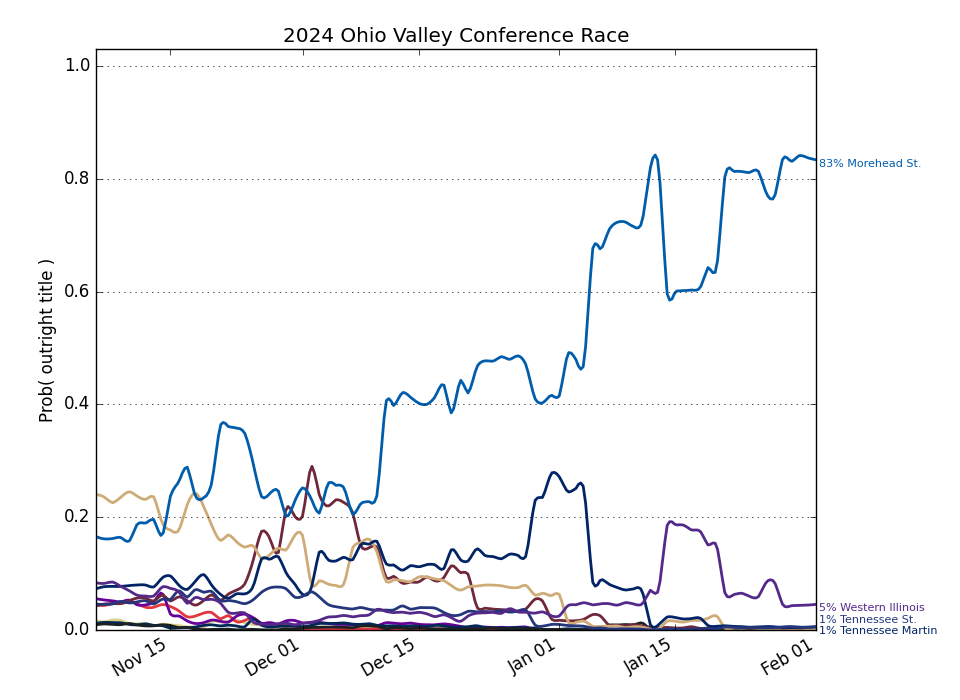 2024 Ohio Valley Conference Race
1.0
0.8
0.6
0.4
0.2
0.0
Prob( outright title )
83% Morehead St.
5% Western Illinois
1% Tennessee St.
1% Tennessee Martin
Nov 15
Dec 01
Dec 15
Jan 01
Jan 15
Feb 01